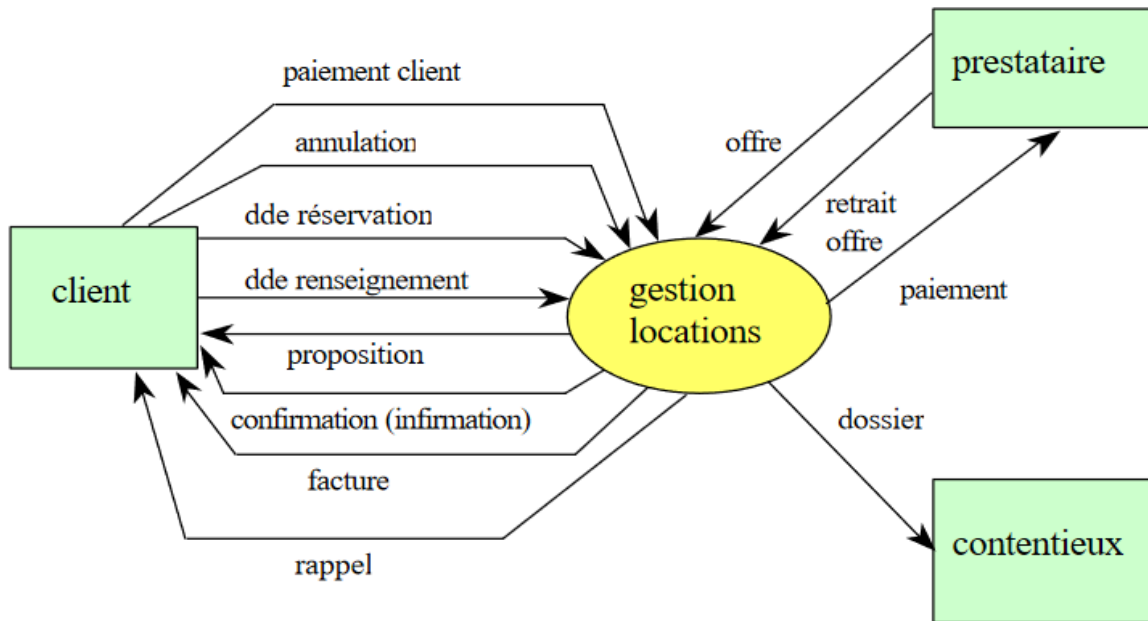 paiement client
annulation
dde réservation
client
dde renseignement
proposition
confirmation (infirmation)
facture
rappel
gestion
locations
prestataire
offre
retrait
offre
paiement
dossier
contentieux